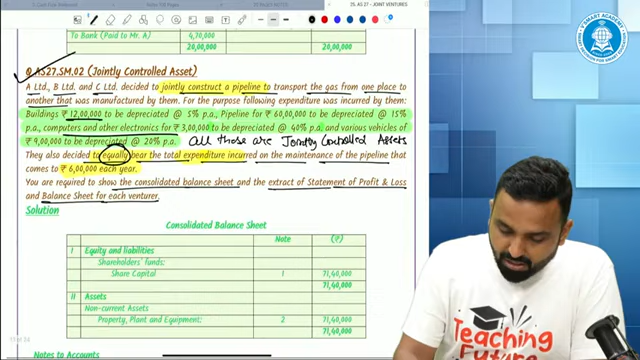 25. AS 27 - JOINT VENTURES
To Bank (Paid to Mr. A) 4,70,000
20,00,000 20,00,000
Q.AS27.SM.02 (Jointly Controlled Asset)
A Ltd., B Ltd. and C Ltd. decided to jointly construct a pipeline to transport the gas from one place to
another that was manufactured by them. For the purpose following expenditure was incurred by them:
Buildings ₹ 12,00,000 to be depreciated @ 5% p.a., Pipeline for ₹ 60,00,000 to be depreciated @ 15%
p.a., computers and other electronics for ₹ 3,00,000 to be depreciated @ 40% p.a. and various vehicles of
₹ 9,00,000 to be depreciated @ 20% p.a. all those are Jointly Controlled Assets
They also decided to equally bear the total expenditure incurred on the maintenance of the pipeline that
comes to ₹ 6,00,000 each year.
You are required to show the consolidated balance sheet and the extract of Statement of Profit & Loss
and Balance Sheet for each venturer.
Solution
Consolidated Balance Sheet
Note (₹)
I Equity and liabilities
Shareholders' funds:
Share Capital 1 71,40,000
71,40,000
II Assets
Non-current Assets
Property, Plant and Equipment: 2 71,40,000
71,40,000
Notes to Accounts
V'SMART ACADEMY
Teaching
Future